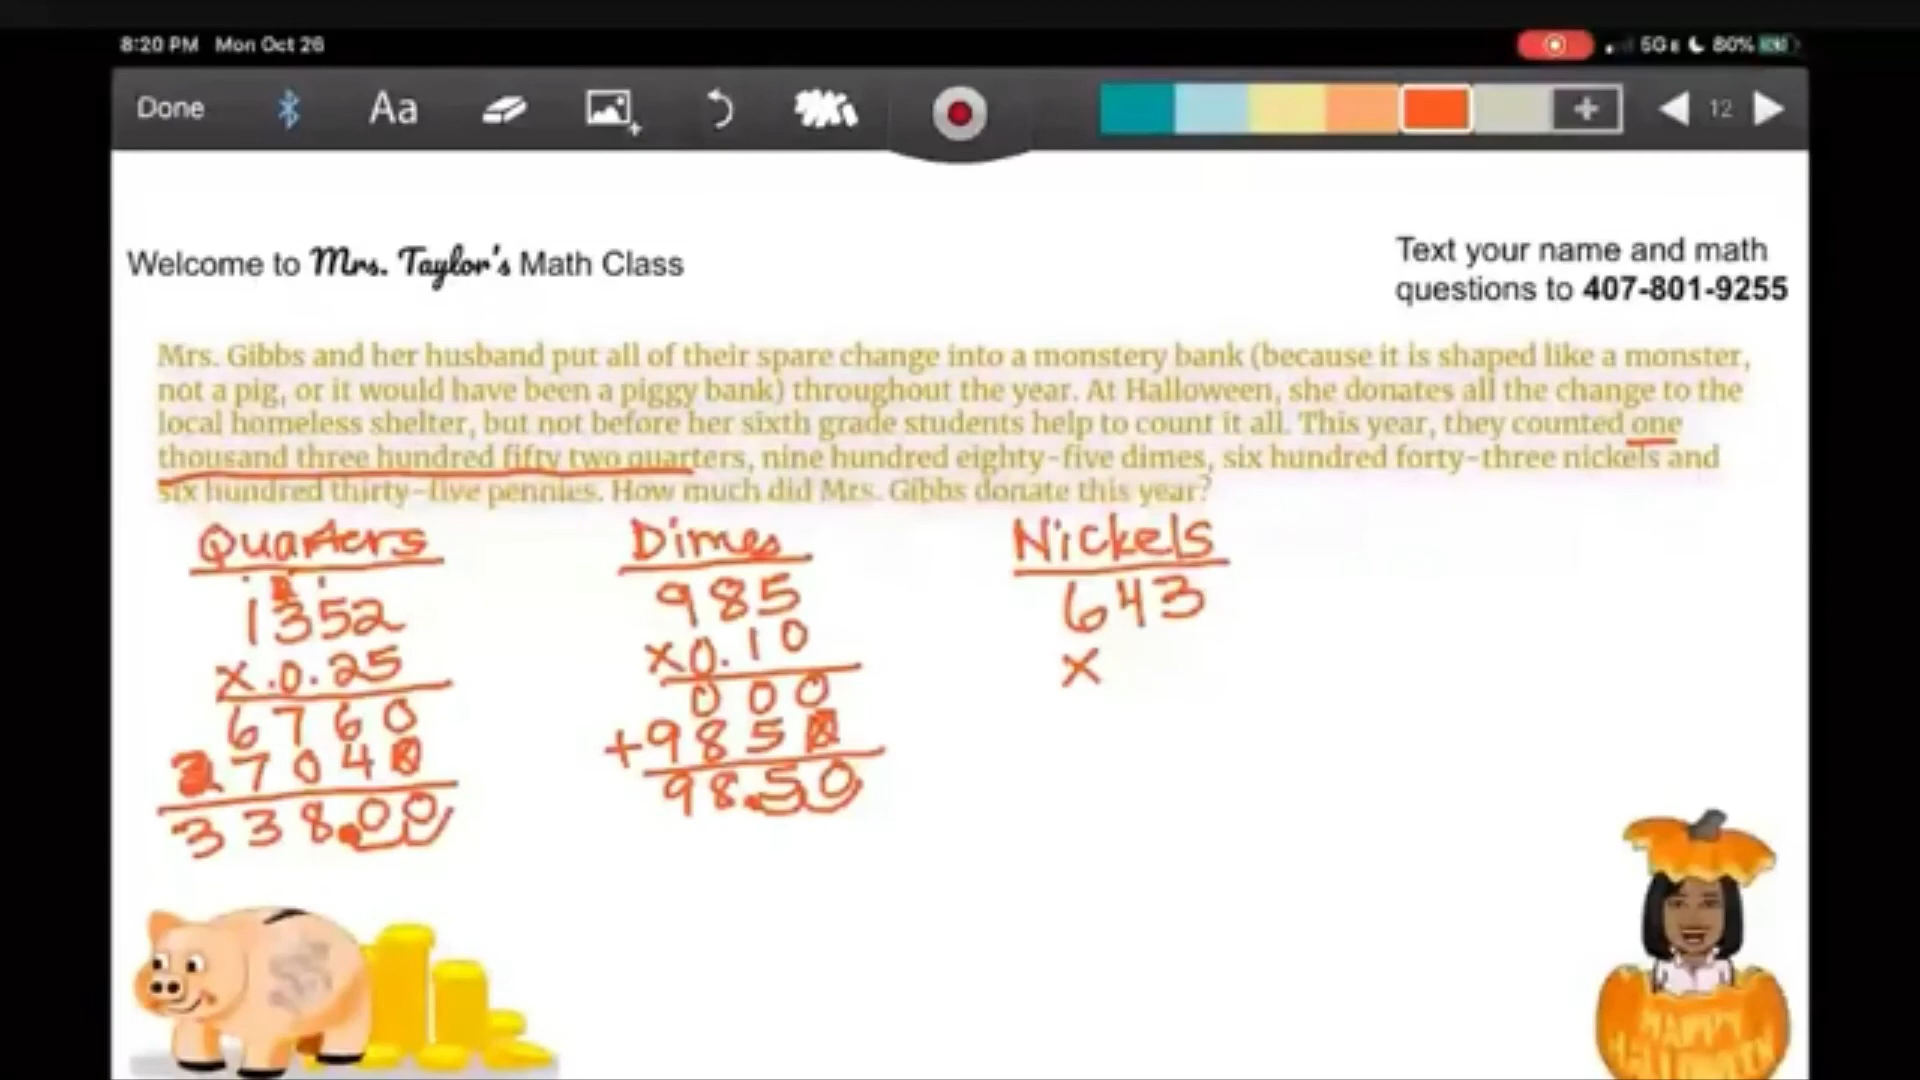 8:20 PM Mon Oct 26
5G E 80%
Done
Aa
12
Welcome to Mrs. Taylor's Math Class
Text your name and math
questions to 407-801-9255
Mrs. Gibbs and her husband put all of their spare change into a monstery bank (because it is shaped like a monster,
not a pig, or it would have been a piggy bank) throughout the year. At Halloween, she donates all the change to the
local homeless shelter, but not before her sixth grade students help to count it all. This year, they counted one
thousand three hundred fifty two quarters, nine hundred eighty-five dimes, six hundred forty-three nickels and
six hundred thirty-five pennies. How much did Mrs. Gibbs donate this year?
Quarters
1352
x.0.25
6760
27040
338.00
Dimes
985
x0.10
000
+9850
98.50
Nickels
643
x
HAPPY
HALLOWEEN